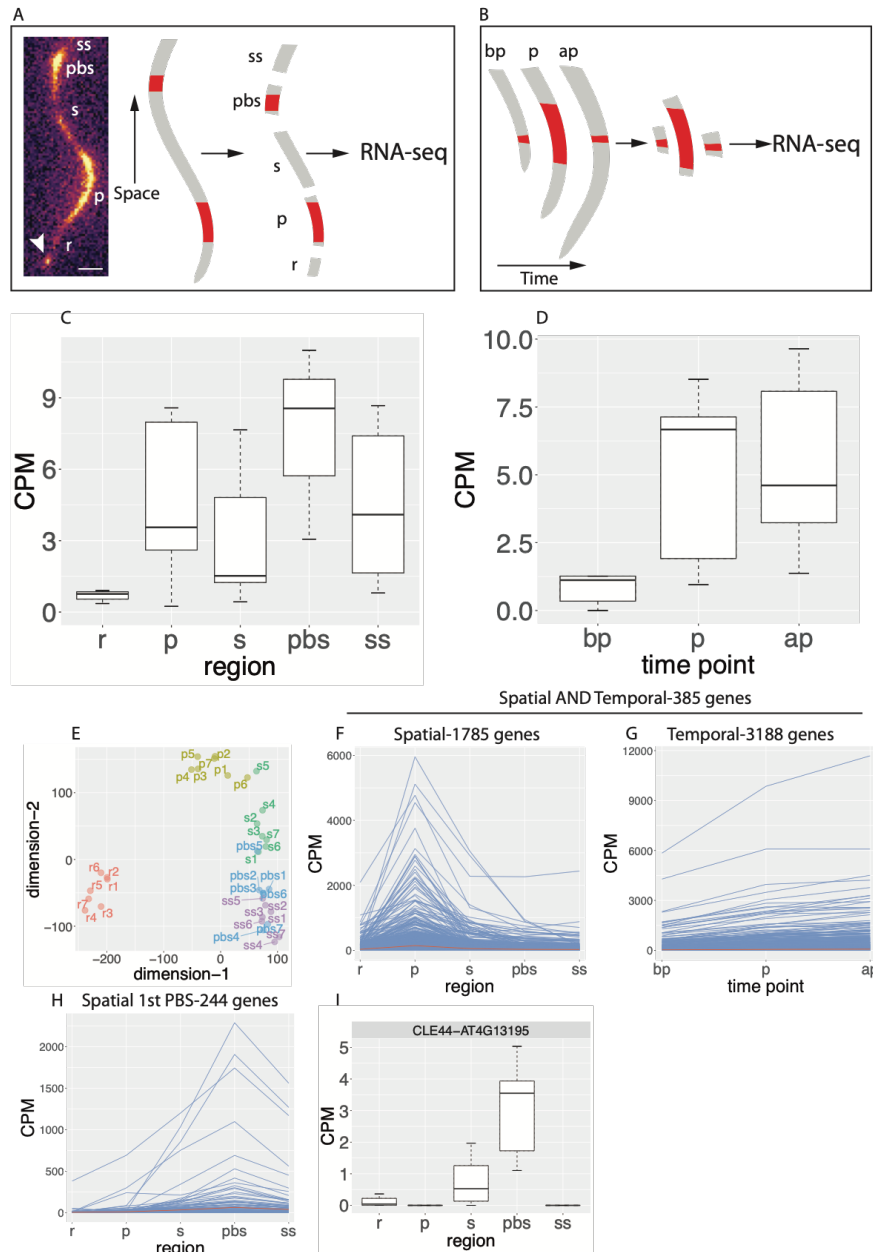 A
ss
pbs
s
p
r
Space
ss
pbs
s
p
r
RNA-seq
B
bp p ap
RNA-seq
Time
C
CPM
9
6
3
0
r p s pbs ss
region
D
CPM
10.0
7.5
5.0
2.5
0.0
bp p ap
time point
Spatial AND Temporal-385 genes
E
dimension-2
100
0
−100
p5 p2
p7
p4 p3 p1
p6
s5
s4
s2
s3 s7
pbs5 s6
s1
r6 r2
r5 r1
r7
r4 r3
pbs2 pbs1
pbs3 pbs6
ss5 ss2
ss3 ss1
ss6
pbs4 pbs7 ss7
ss4
−200 −100 0 100
dimension-1
F
Spatial-1785 genes
CPM
6000
4000
2000
0
r p s pbs ss
region
G
Temporal-3188 genes
CPM
12000
9000
6000
3000
0
bp p ap
time point
H
Spatial 1st PBS-244 genes
CPM
2000
1500
1000
500
0
r p s pbs ss
region
I
CLE44−AT4G13195
CPM
5
4
3
2
1
0
r p s pbs ss
region